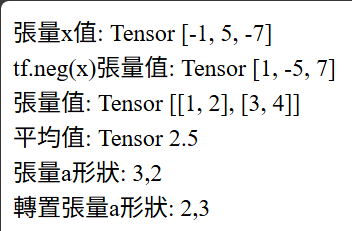 張量x值: Tensor [-1, 5, -7]
tf.neg(x)張量值: Tensor [1, -5, 7]
張量值: Tensor [[1, 2], [3, 4]]
平均值: Tensor 2.5
張量a形狀: 3,2
轉置張量a形狀: 2,3